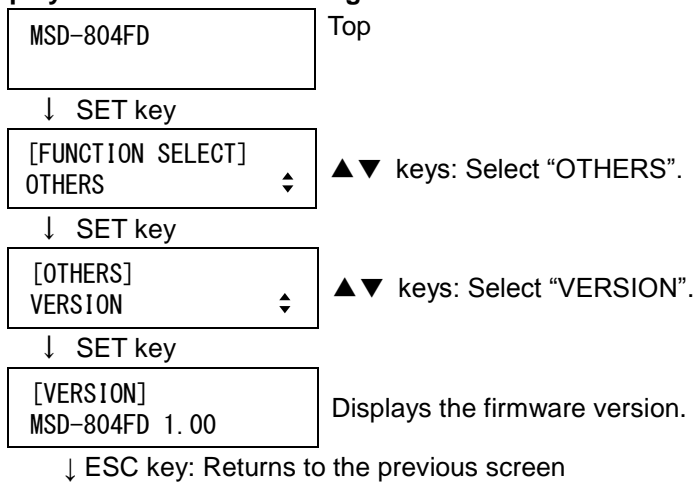 MSD-804FD
Top
↓ SET key
[FUNCTION SELECT]
OTHERS
▲▼ keys: Select “OTHERS”.
↓ SET key
[OTHERS]
VERSION
▲▼ keys: Select “VERSION”.
↓ SET key
[VERSION]
MSD-804FD 1.00
Displays the firmware version.
↓ ESC key: Returns to the previous screen